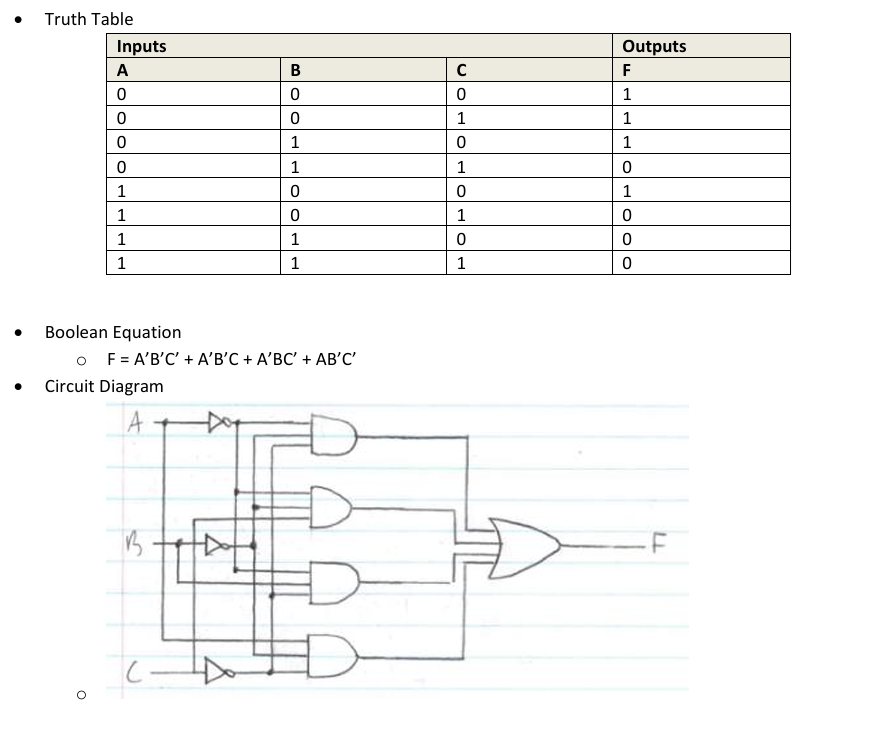 • Truth Table
Inputs Outputs
A B C F
0 0 0 1
0 0 1 1
0 1 0 1
0 1 1 0
1 0 0 1
1 0 1 0
1 1 0 0
1 1 1 0
• Boolean Equation
o F = A’B’C’ + A’B’C + A’BC’ + AB’C’
• Circuit Diagram
A
B
F
C
o